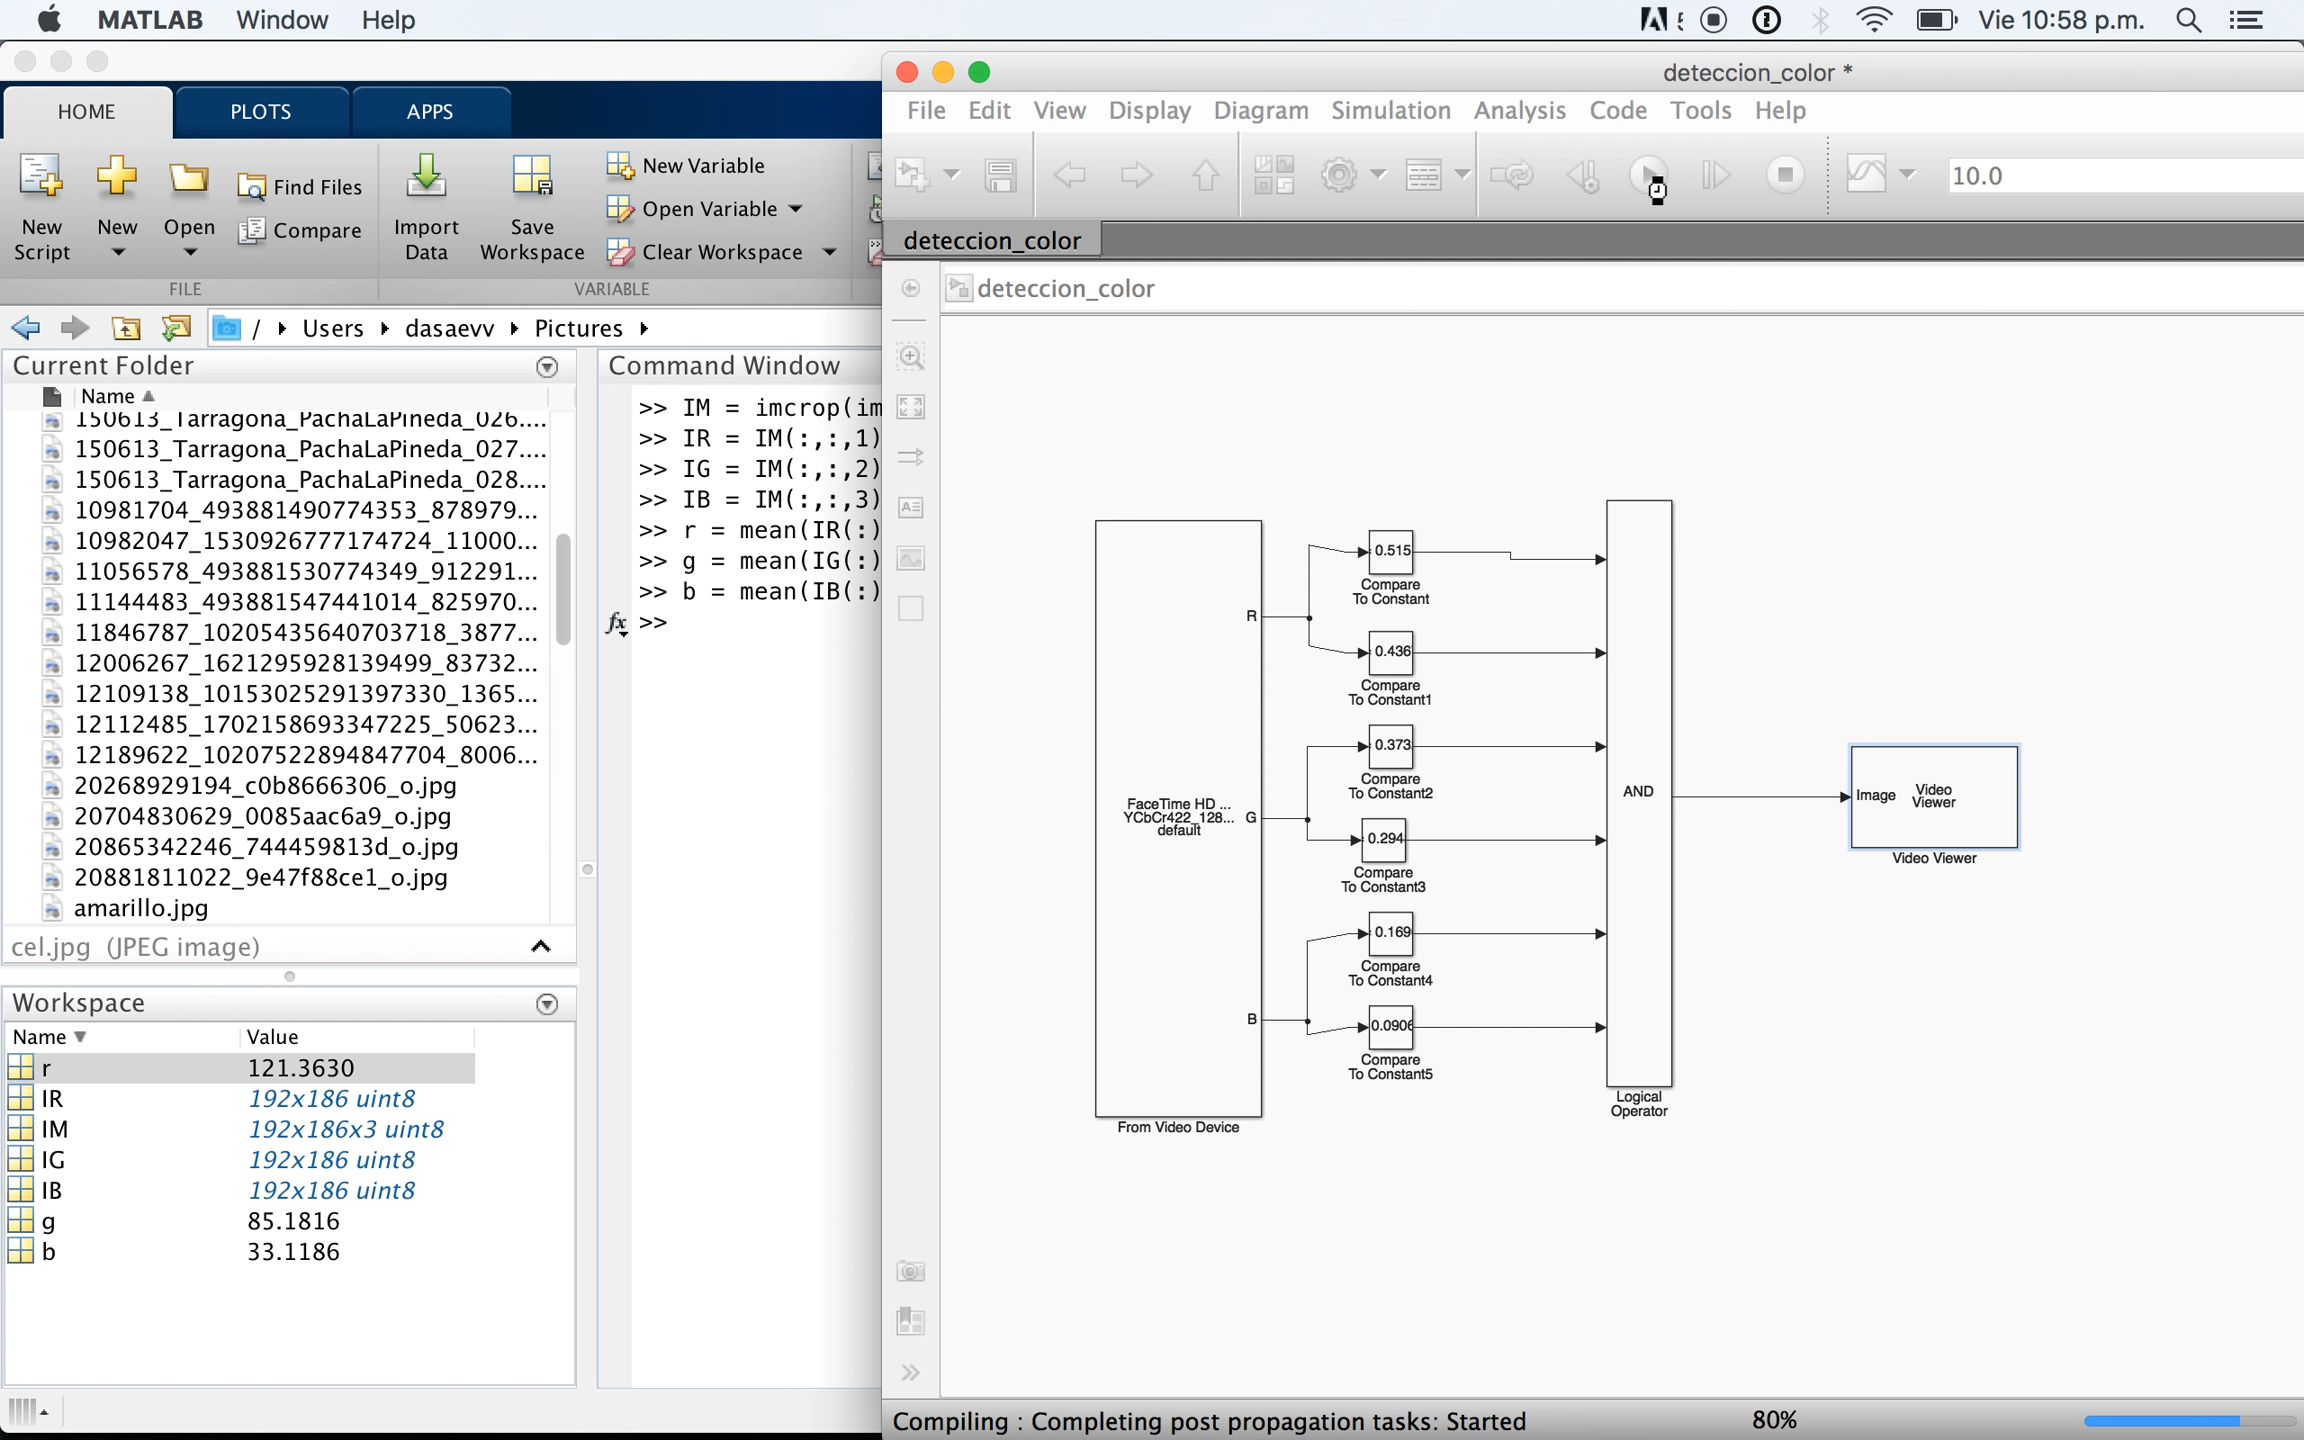 MATLAB Window Help
Vie 10:58 p.m.
HOME PLOTS APPS
New Script
New
Open
Find Files
Compare
FILE
Import Data
Save Workspace
New Variable
Open Variable
Clear Workspace
VARIABLE
/ Users dasaevv Pictures
Current Folder
Name
150613_Tarragona_PachaLaPineda_026....
150613_Tarragona_PachaLaPineda_027....
150613_Tarragona_PachaLaPineda_028....
10981704_493881490774353_878979...
10982047_1530926777174724_11000...
11056578_493881530774349_912291...
11144483_493881547441014_825970...
11846787_10205435640703718_3877...
12006267_1621295928139499_83732...
12109138_10153025291397330_1365...
12112485_1702158693347225_50623...
12189622_10207522894847704_8006...
20268929194_c0b8666306_o.jpg
20704830629_0085aac6a9_o.jpg
20865342246_744459813d_o.jpg
20881811022_9e47f88ce1_o.jpg
amarillo.jpg
cel.jpg (JPEG image)
Workspace
Name Value
r 121.3630
IR 192x186 uint8
IM 192x186x3 uint8
IG 192x186 uint8
IB 192x186 uint8
g 85.1816
b 33.1186
Command Window
>> IM = imcrop(im
>> IR = IM(:,:,1)
>> IG = IM(:,:,2)
>> IB = IM(:,:,3)
>> r = mean(IR(:)
>> g = mean(IG(:)
>> b = mean(IB(:)
fx >>
deteccion_color *
File Edit View Display Diagram Simulation Analysis Code Tools Help
10.0
deteccion_color
deteccion_color
FaceTime HD ...
YCbCr422_128...
default
R
G
B
From Video Device
0.515
Compare
To Constant
0.436
Compare
To Constant1
0.373
Compare
To Constant2
0.294
Compare
To Constant3
0.169
Compare
To Constant4
0.0906
Compare
To Constant5
AND
Logical
Operator
Image
Video
Viewer
Video Viewer
Compiling : Completing post propagation tasks: Started
80%